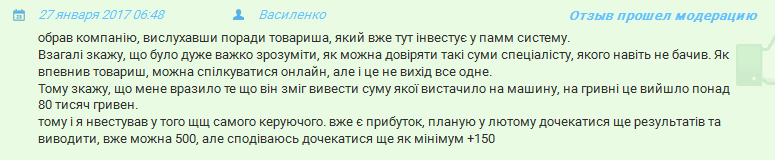 27 января 2017 06:48 Василенко Отзыв прошел модерацию
обрав компанію, вислухавши поради товариша, який вже тут інвестує у памм систему.
Взагалі зкажу, що було дуже важко зрозуміти, як можна довіряти такі суми спеціалісту, якого навіть не бачив. Як
впевнив товариш, можна спілкуватися онлайн, але і це не вихід все одне.
Тому зкажу, що мене вразило те що він зміг вивести суму якої вистачило на машину, на гривні це вийшло понад
80 тисяч гривен.
тому і я нвестував у того щщ самого керуючого. вже є прибуток, планую у лютому дочекатися ще результатів та
виводити, вже можна 500, але сподіваюсь дочекатися ще як мінімум +150